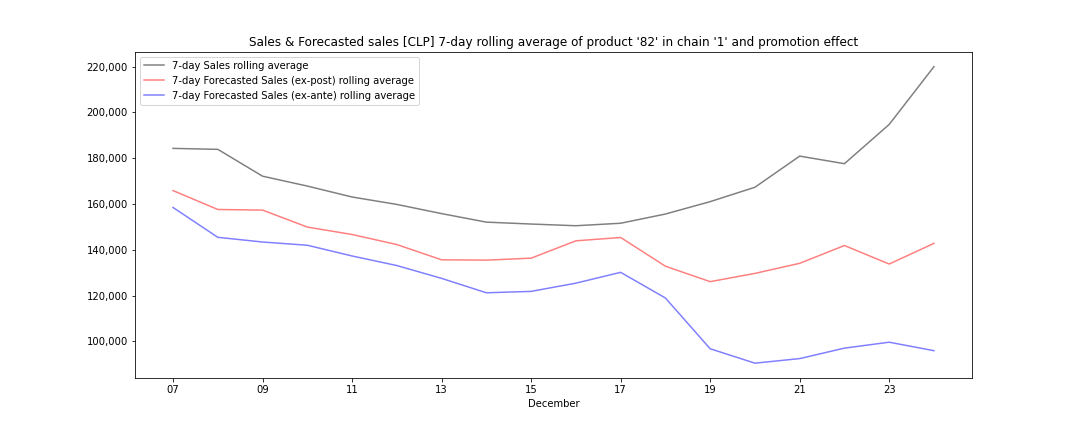 Sales & Forecasted sales [CLP] 7-day rolling average of product '82' in chain '1' and promotion effect
7-day Sales rolling average
7-day Forecasted Sales (ex-post) rolling average
7-day Forecasted Sales (ex-ante) rolling average
220,000
200,000
180,000
160,000
140,000
120,000
100,000
07 09 11 13 15 17 19 21 23
December